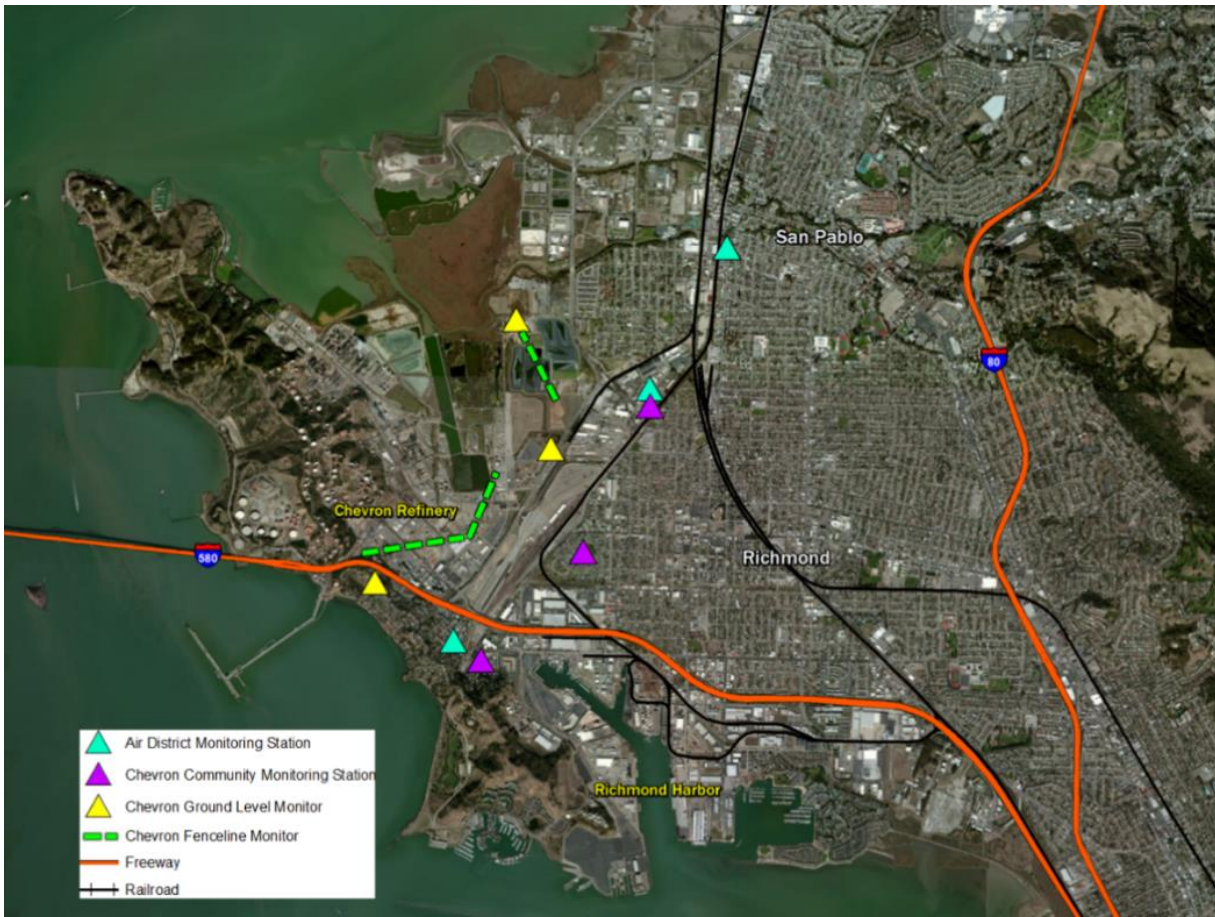 San Pablo
80
Chevron Refinery
580
Richmond
Richmond Harbor
Air District Monitoring Station
Chevron Community Monitoring Station
Chevron Ground Level Monitor
Chevron Fenceline Monitor
Freeway
Railroad